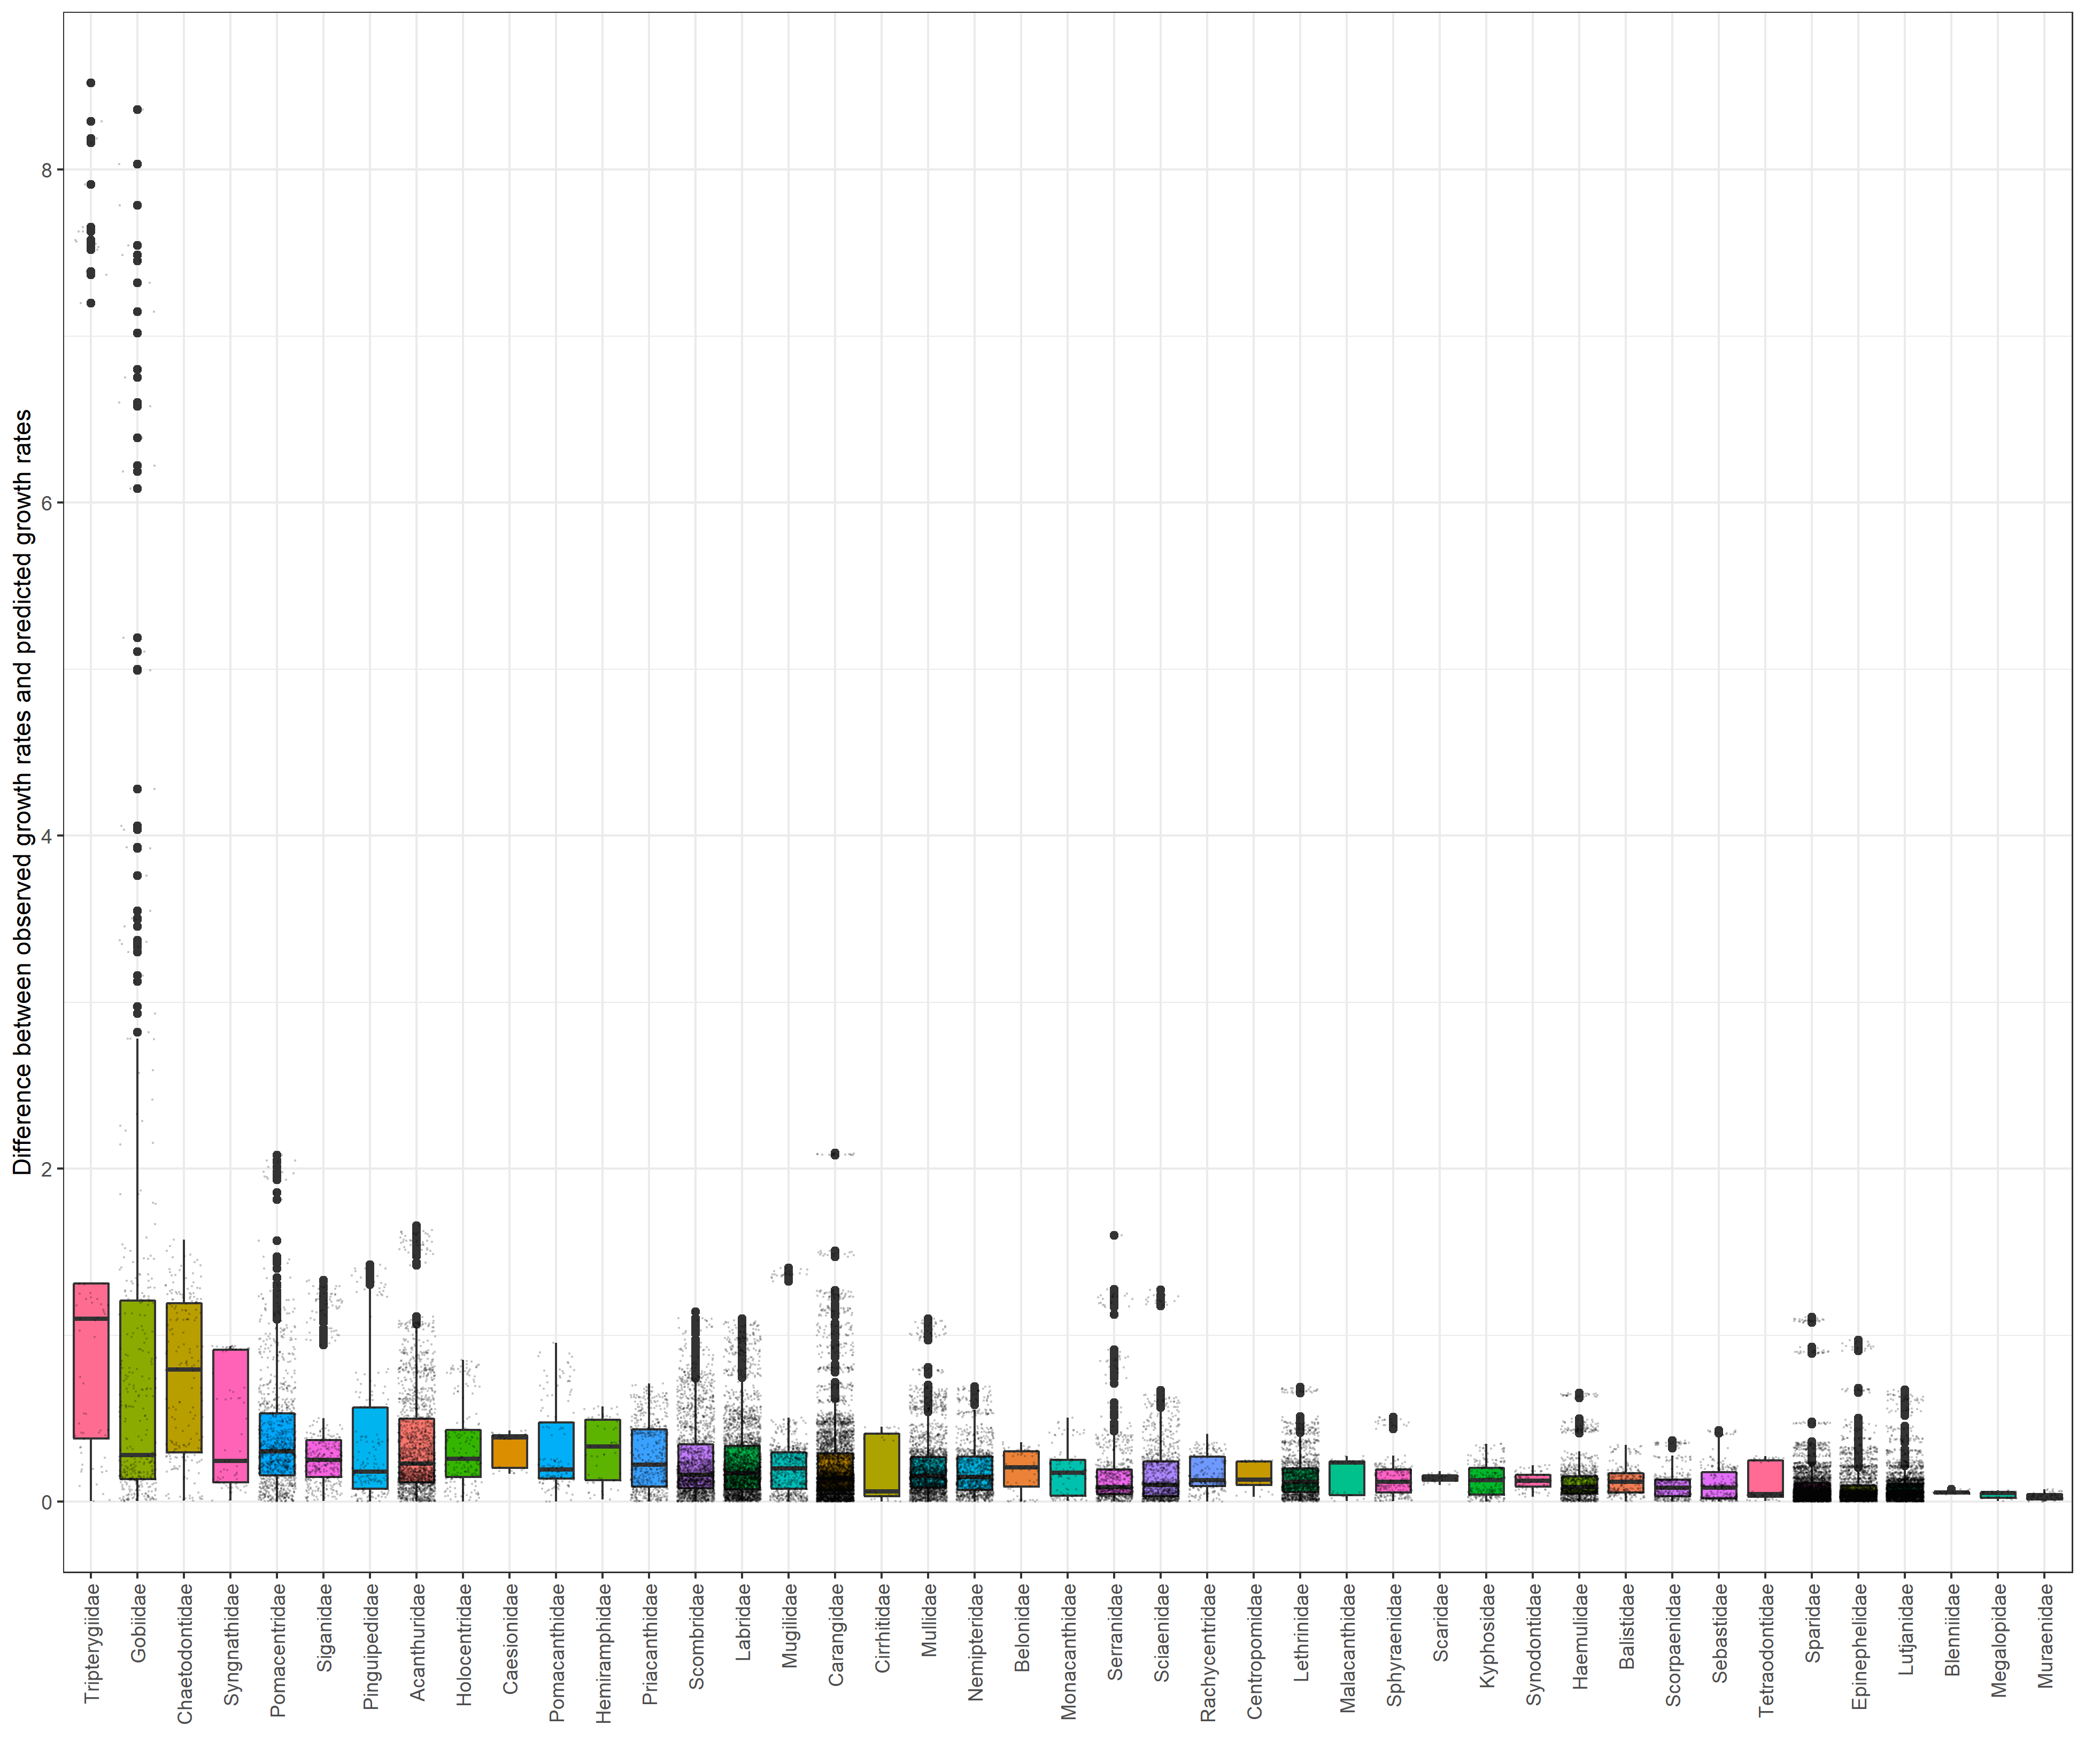 Difference between observed growth rates and predicted growth rates
8
6
4
2
0
Tripterygiidae
Gobiidae
Chaetodontidae
Syngnathidae
Pomacentridae
Siganidae
Pinguipedidae
Acanthuridae
Holocentridae
Caesionidae
Pomacanthidae
Hemiramphidae
Priacanthidae
Scombridae
Labridae
Mugilidae
Carangidae
Cirrhitidae
Mullidae
Nemipteridae
Belonidae
Monacanthidae
Serranidae
Sciaenidae
Rachycentridae
Centropomidae
Lethrinidae
Malacanthidae
Sphyraenidae
Scaridae
Kyphosidae
Synodontidae
Haemulidae
Balistidae
Scorpaenidae
Sebastidae
Tetraodontidae
Sparidae
Epinephelidae
Lutjanidae
Blenniidae
Megalopidae
Muraenidae